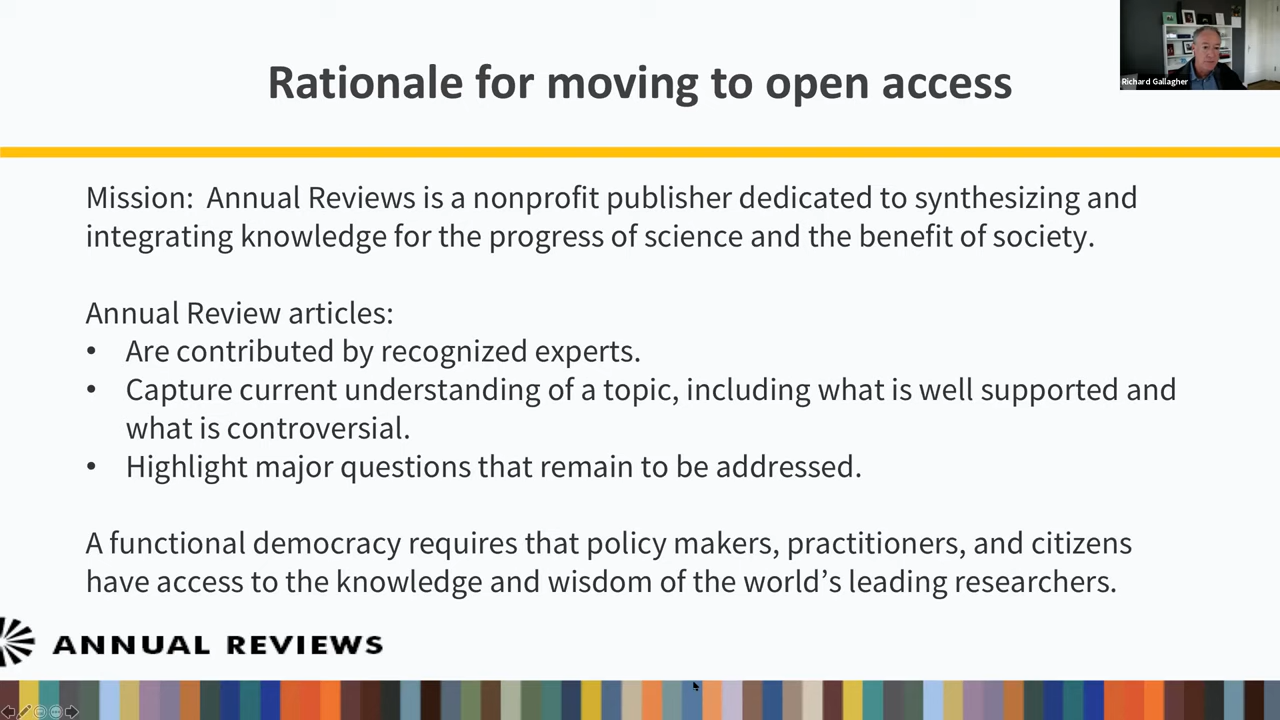 Rationale for moving to open access
Richard Gallagher
Mission:  Annual Reviews is a nonprofit publisher dedicated to synthesizing and
integrating knowledge for the progress of science and the benefit of society.
Annual Review articles:
• Are contributed by recognized experts.
• Capture current understanding of a topic, including what is well supported and
what is controversial.
• Highlight major questions that remain to be addressed.
A functional democracy requires that policy makers, practitioners, and citizens
have access to the knowledge and wisdom of the world’s leading researchers.
ANNUAL REVIEWS